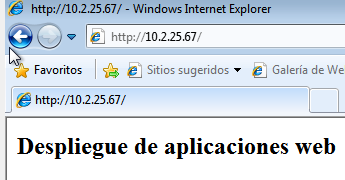 http://10.2.25.67/ - Windows Internet Explorer
http://10.2.25.67/
Favoritos Sitios sugeridos Galería de We
http://10.2.25.67/
Despliegue de aplicaciones web